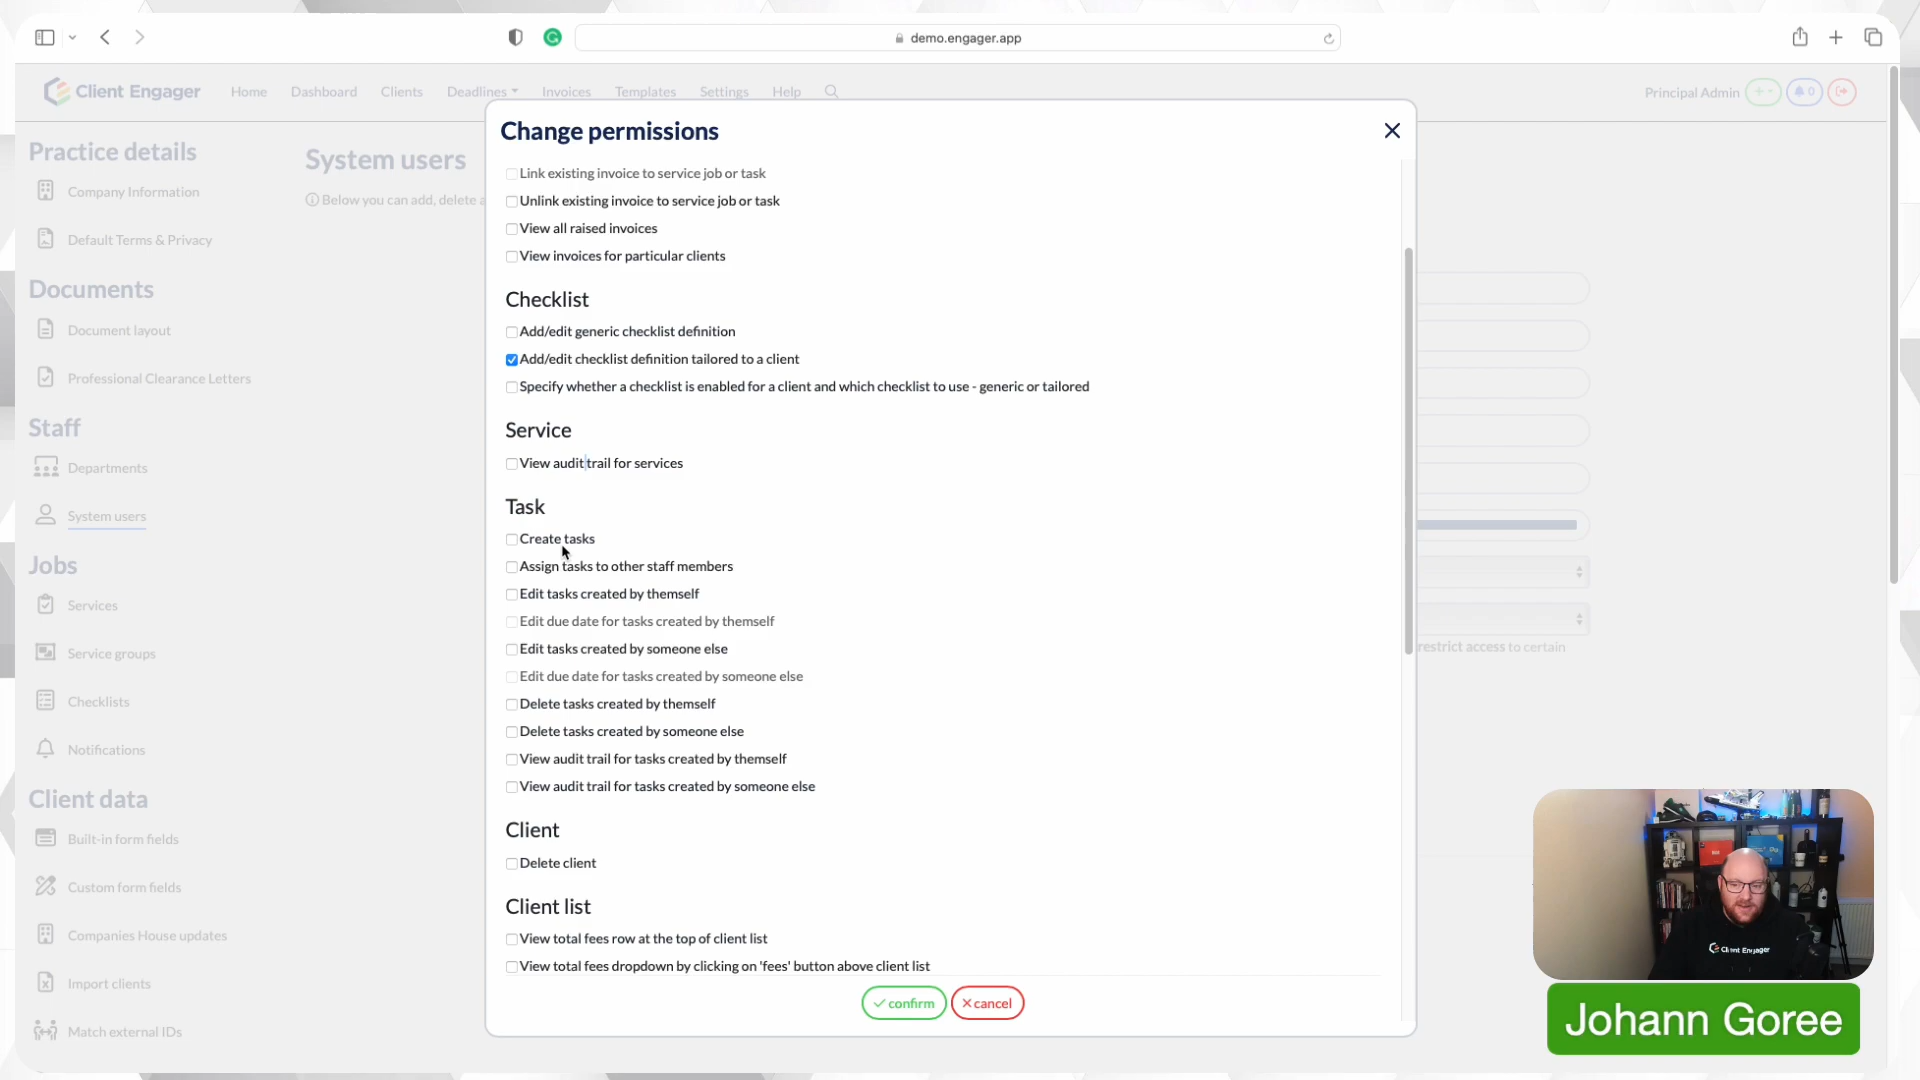 demo.engager.app
Client Engager
Home
Dashboard
Clients
Deadlines
Invoices
Templates
Settings
Help
Principal Admin
0
Practice details
Company Information
Default Terms & Privacy
Documents
Document layout
Professional Clearance Letters
Staff
Departments
System users
Jobs
Services
Service groups
Checklists
Notifications
Client data
Built-in form fields
Custom form fields
Companies House updates
Import clients
Match external IDs
System users
Below you can add, delete a
Change permissions
Link existing invoice to service job or task
Unlink existing invoice to service job or task
View all raised invoices
View invoices for particular clients
Checklist
Add/edit generic checklist definition
Add/edit checklist definition tailored to a client
Specify whether a checklist is enabled for a client and which checklist to use - generic or tailored
Service
View audit trail for services
Task
Create tasks
Assign tasks to other staff members
Edit tasks created by themself
Edit due date for tasks created by themself
Edit tasks created by someone else
Edit due date for tasks created by someone else
Delete tasks created by themself
Delete tasks created by someone else
View audit trail for tasks created by themself
View audit trail for tasks created by someone else
Client
Delete client
Client list
View total fees row at the top of client list
View total fees dropdown by clicking on 'fees' button above client list
confirm
cancel
restrict access to certain
Client Engager
Johann Goree